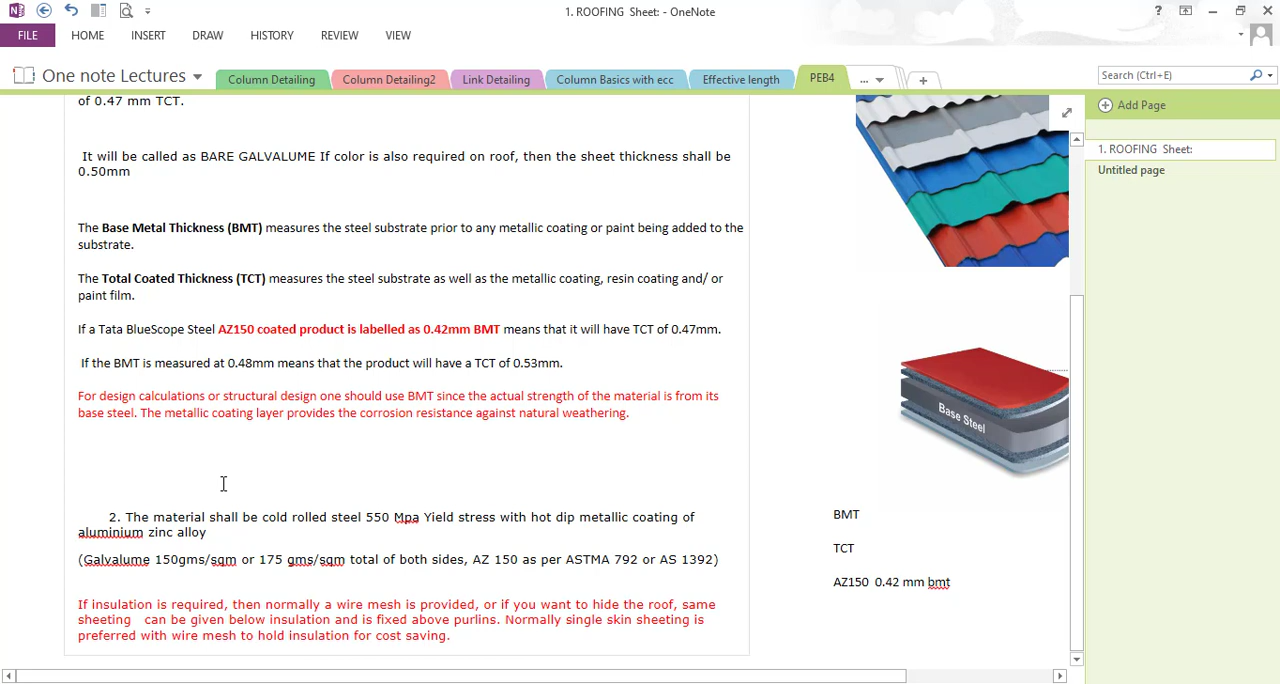 1. ROOFING  Sheet: - OneNote
FILE
HOME
INSERT
DRAW
HISTORY
REVIEW
VIEW
One note Lectures
Column Detailing
Column Detailing2
Link Detailing
Column Basics with ecc
Effective length
PEB4
...
Search (Ctrl+E)
Add Page
1. ROOFING  Sheet:
Untitled page
of 0.47 mm TCT.
It will be called as BARE GALVALUME If color is also required on roof, then the sheet thickness shall be
0.50mm
The Base Metal Thickness (BMT) measures the steel substrate prior to any metallic coating or paint being added to the
substrate.
The Total Coated Thickness (TCT) measures the steel substrate as well as the metallic coating, resin coating and/ or
paint film.
If a Tata BlueScope Steel AZ150 coated product is labelled as 0.42mm BMT means that it will have TCT of 0.47mm.
If the BMT is measured at 0.48mm means that the product will have a TCT of 0.53mm.
For design calculations or structural design one should use BMT since the actual strength of the material is from its
base steel. The metallic coating layer provides the corrosion resistance against natural weathering.
2. The material shall be cold rolled steel 550 Mpa Yield stress with hot dip metallic coating of
aluminium zinc alloy
(Galvalume 150gms/sqm or 175 gms/sqm total of both sides, AZ 150 as per ASTMA 792 or AS 1392)
If insulation is required, then normally a wire mesh is provided, or if you want to hide the roof, same
sheeting   can be given below insulation and is fixed above purlins. Normally single skin sheeting is
preferred with wire mesh to hold insulation for cost saving.
Base Steel
BMT
TCT
AZ150  0.42 mm bmt